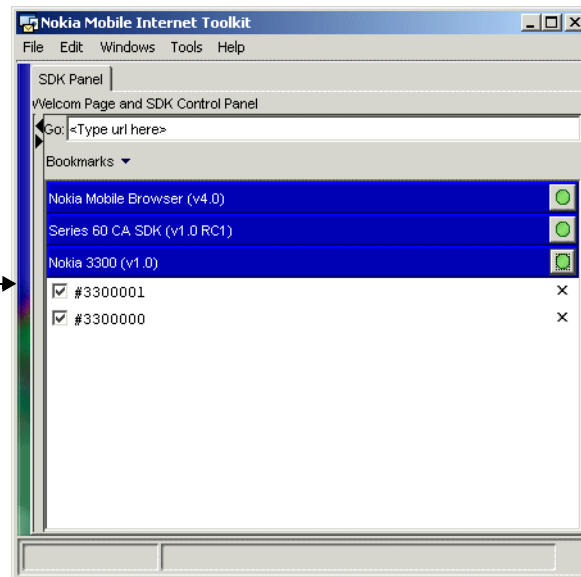 Nokia Mobile Internet Toolkit
File Edit Windows Tools Help
SDK Panel
Welcom Page and SDK Control Panel
Go: <Type url here>
Bookmarks
Nokia Mobile Browser (v4.0)
Series 60 CA SDK (v1.0 RC1)
Nokia 3300 (v1.0)
#3300001
#3300000